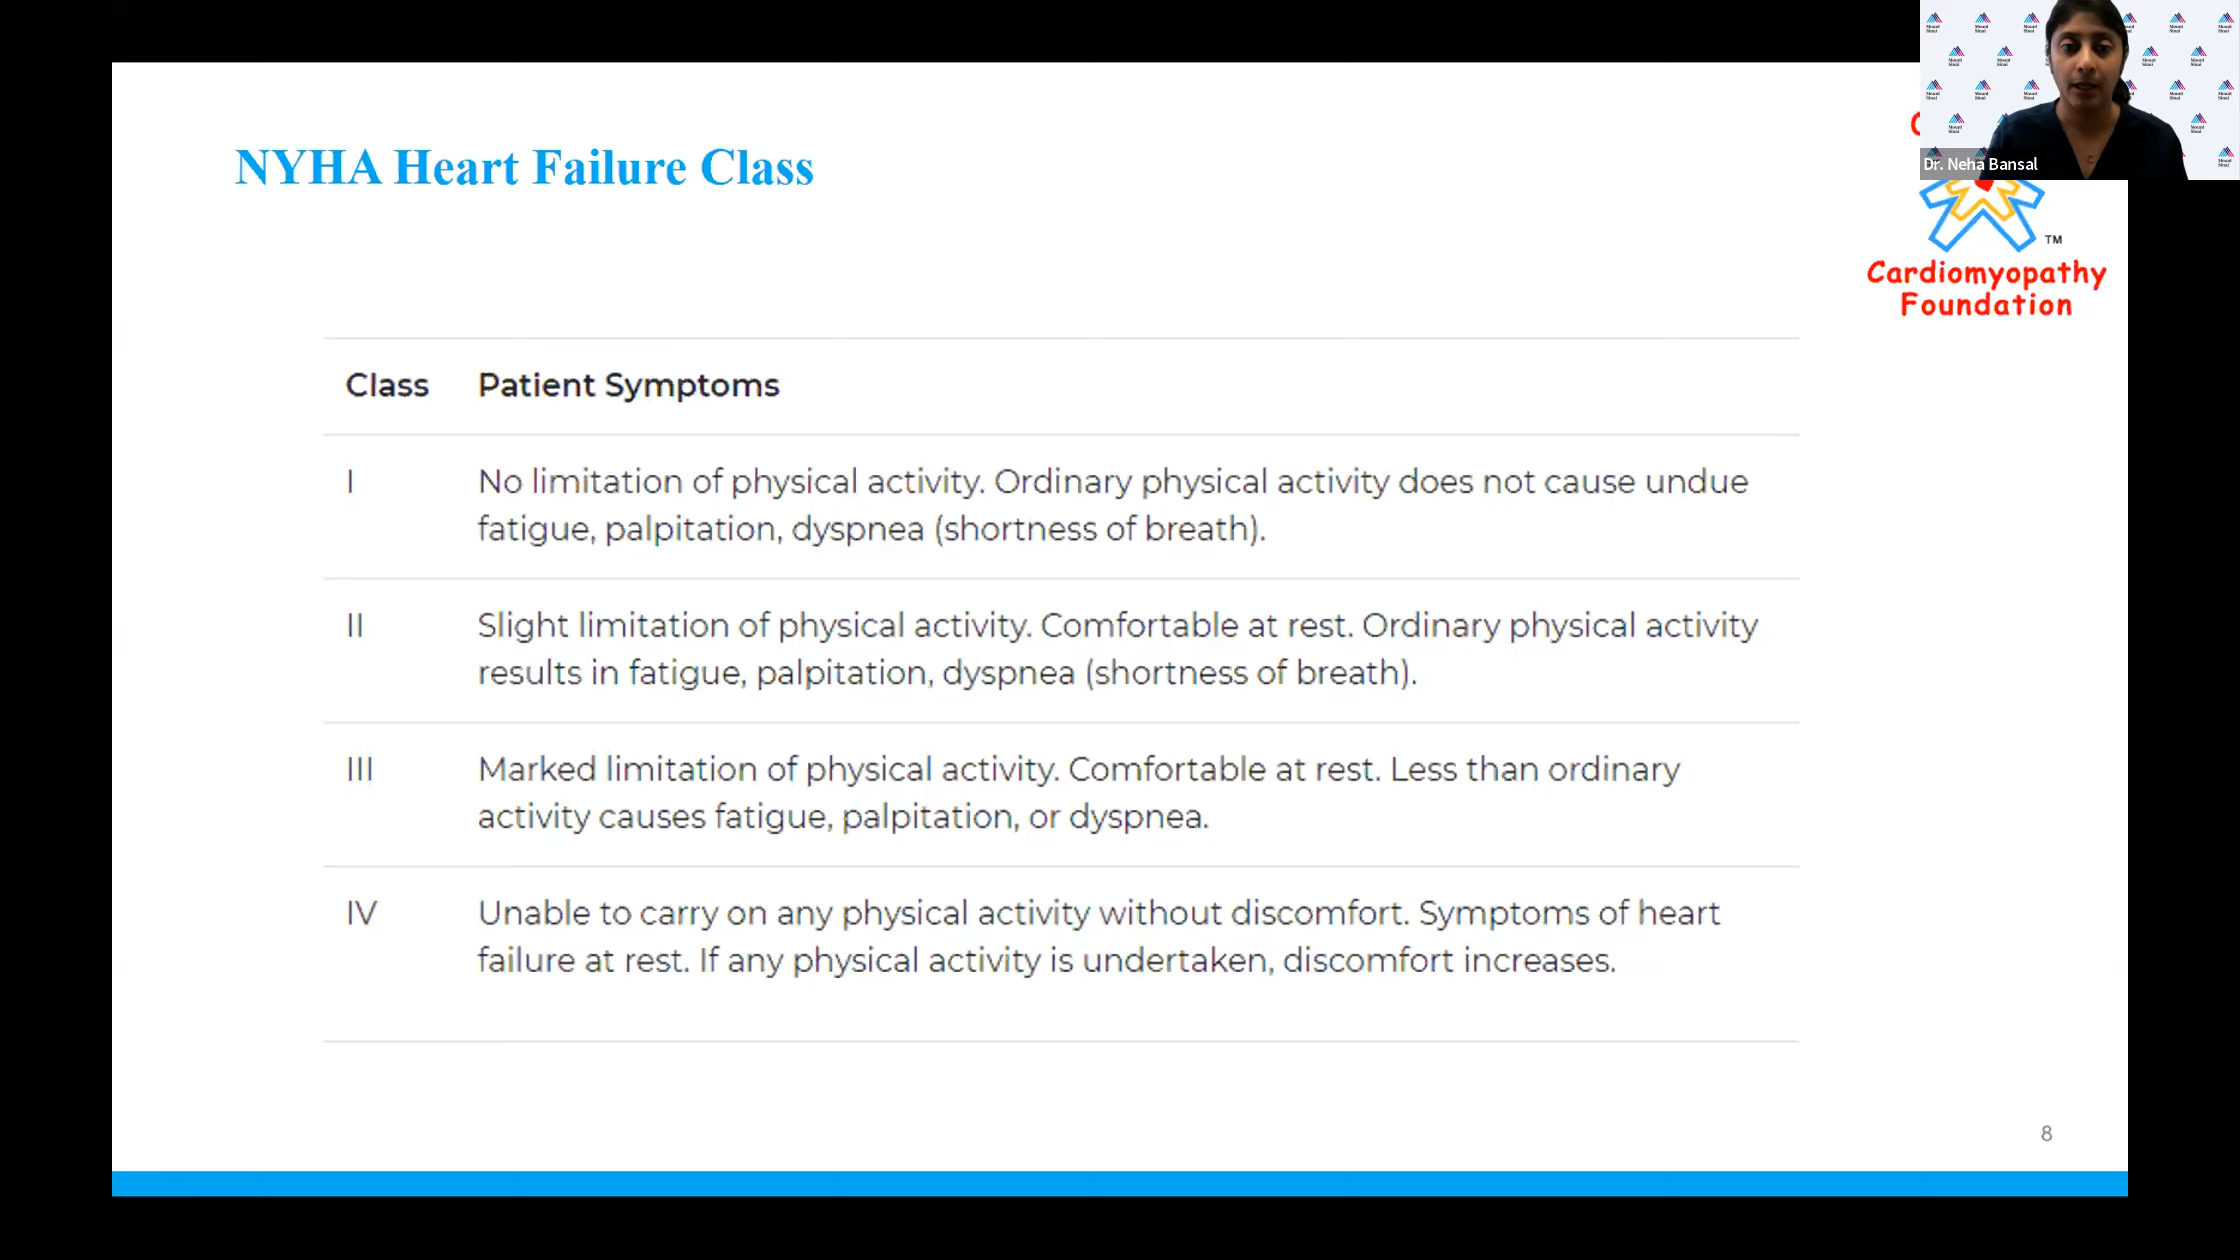 NYHA Heart Failure Class
Dr. Neha Bansal
TM
Cardiomyopathy
Foundation
Class Patient Symptoms
I No limitation of physical activity. Ordinary physical activity does not cause undue
fatigue, palpitation, dyspnea (shortness of breath).
II Slight limitation of physical activity. Comfortable at rest. Ordinary physical activity
results in fatigue, palpitation, dyspnea (shortness of breath).
III Marked limitation of physical activity. Comfortable at rest. Less than ordinary
activity causes fatigue, palpitation, or dyspnea.
IV Unable to carry on any physical activity without discomfort. Symptoms of heart
failure at rest. If any physical activity is undertaken, discomfort increases.
8